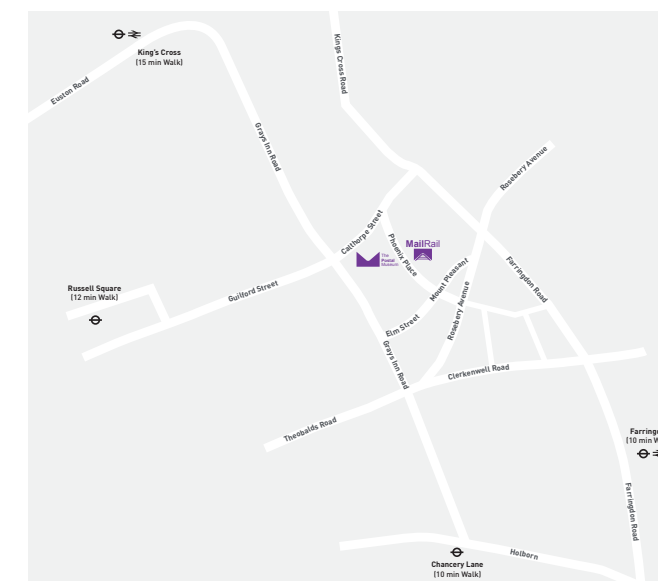 King's Cross
(15 min Walk)
Euston Road
Kings Cross Road
Grays Inn Road
Rosebery Avenue
Calthorpe Street
MailRail
The
Postal
Museum
Phoenix Place
Mount Pleasant
Farringdon Road
Russell Square
(12 min Walk)
Guilford Street
Elm Street
Rosebery Avenue
Grays Inn Road
Clerkenwell Road
Theobalds Road
(10 min
Farringdon Road
Holborn
Chancery Lane
(10 min Walk)